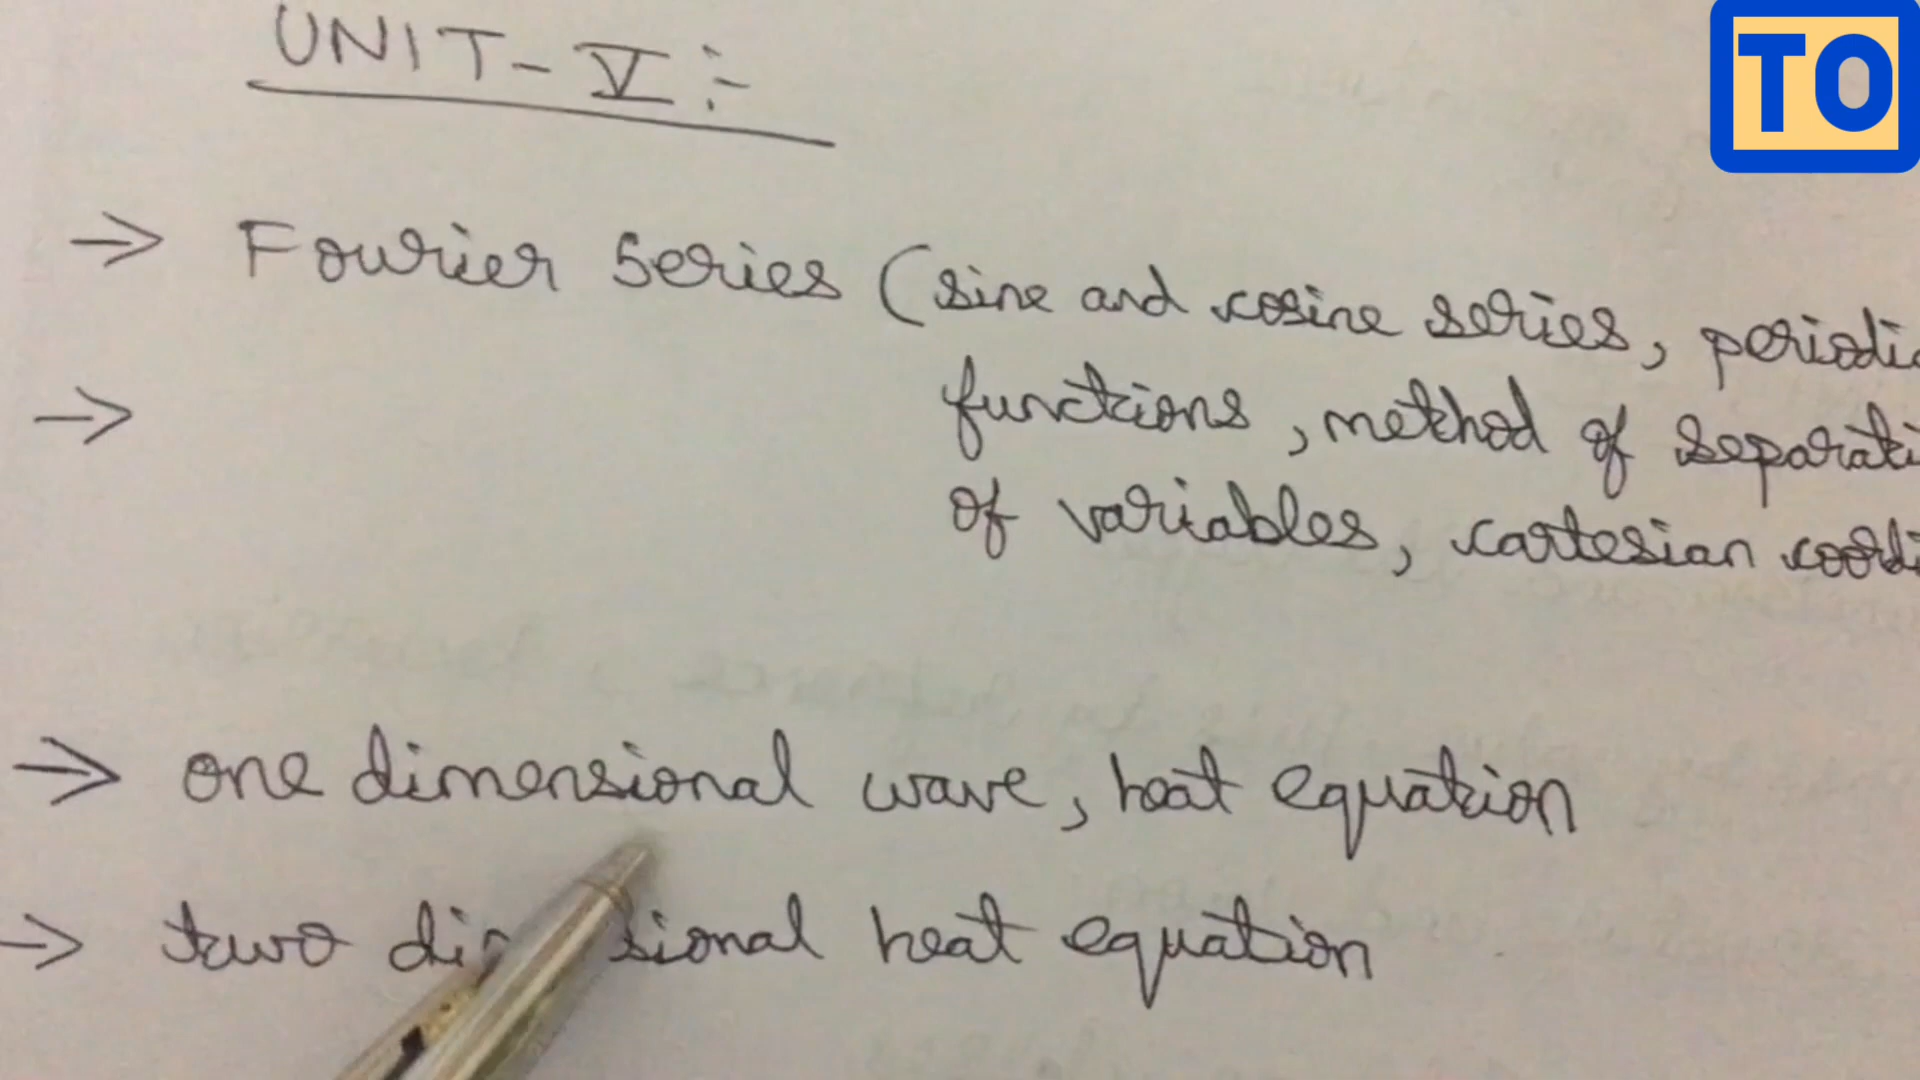 TO
UNIT-V:-
→ Fourier Series (sine and cosine series, periodic
→ functions, method of separati
of variables, cartesian coordi
→ one dimensional wave, heat equation
→ two di sional heat equation